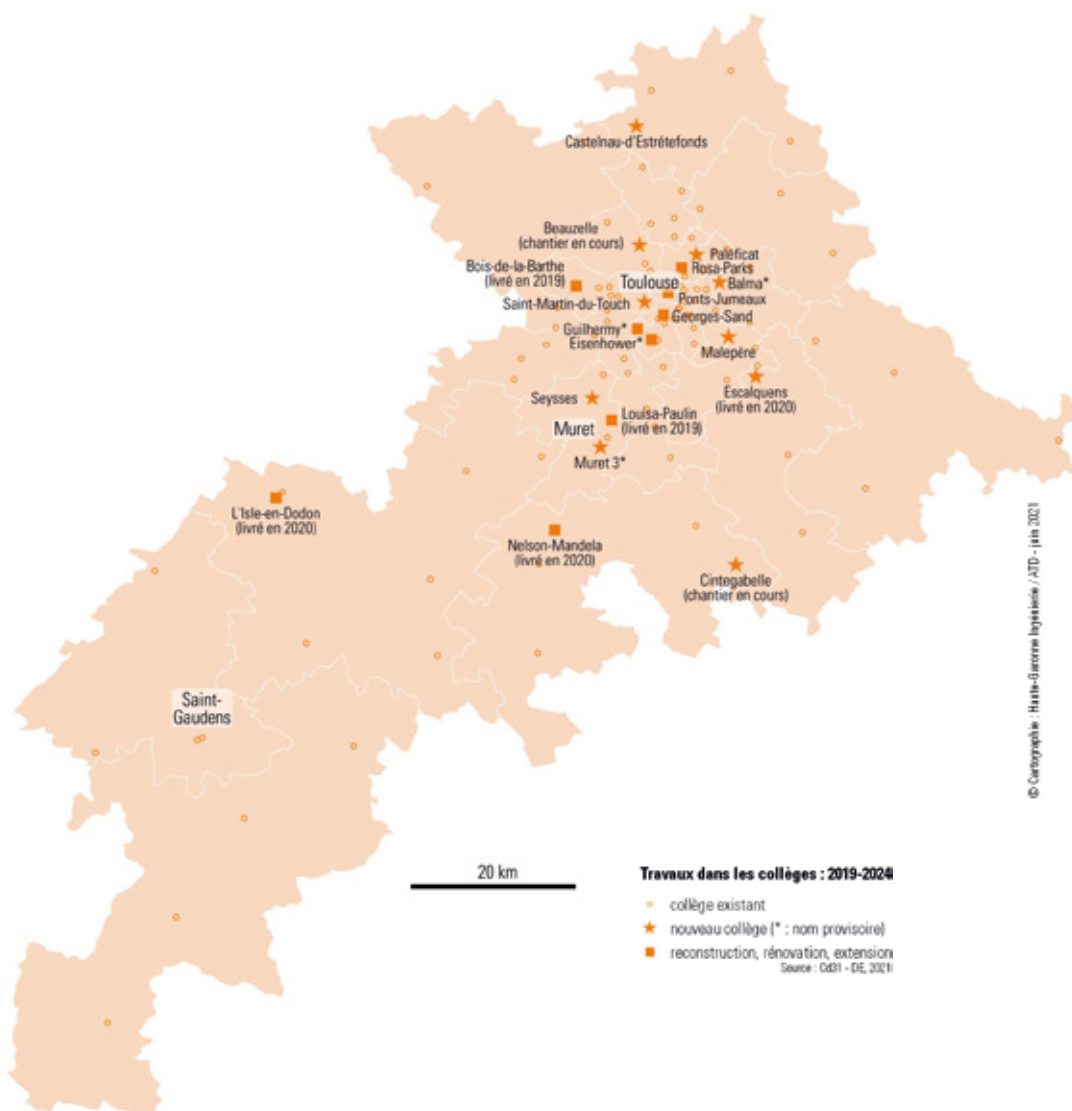 Castelnau-d'Estrétefonds
Beauzelle
(chantier en cours)
Paléficat
Bois-de-la-Barthe
(livré en 2019)
Rosa-Parks
Toulouse
Balma*
Saint-Martin-du-Touch
Ponts-Jumeaux
Georges-Sand
Guilhermy*
Eisenhower*
Malepère
Escalquens
(livré en 2020)
Seysses
Louisa-Paulin
(livré en 2019)
Muret
Muret 3*
L'Isle-en-Dodon
(livré en 2020)
Nelson-Mandela
(livré en 2020)
Cintegabelle
(chantier en cours)
Saint-
Gaudens
20 km
Travaux dans les collèges : 2019-2024
collège existant
nouveau collège (* : nom provisoire)
reconstruction, rénovation, extension
Source : Cd31 - DE, 2021
© Cartographie : Haute-Garonne Ingénierie / ATD - juin 2021